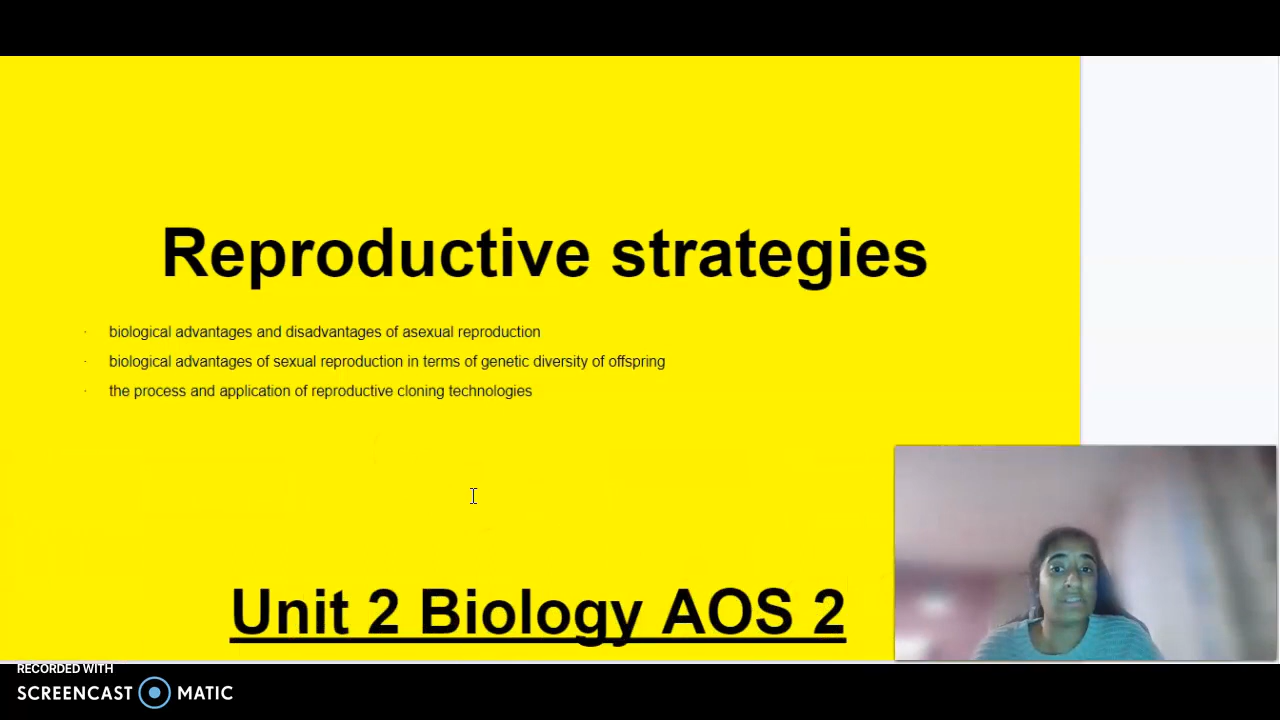 Reproductive strategies
· biological advantages and disadvantages of asexual reproduction
· biological advantages of sexual reproduction in terms of genetic diversity of offspring
· the process and application of reproductive cloning technologies
Unit 2 Biology AOS 2
RECORDED WITH
SCREENCAST MATIC